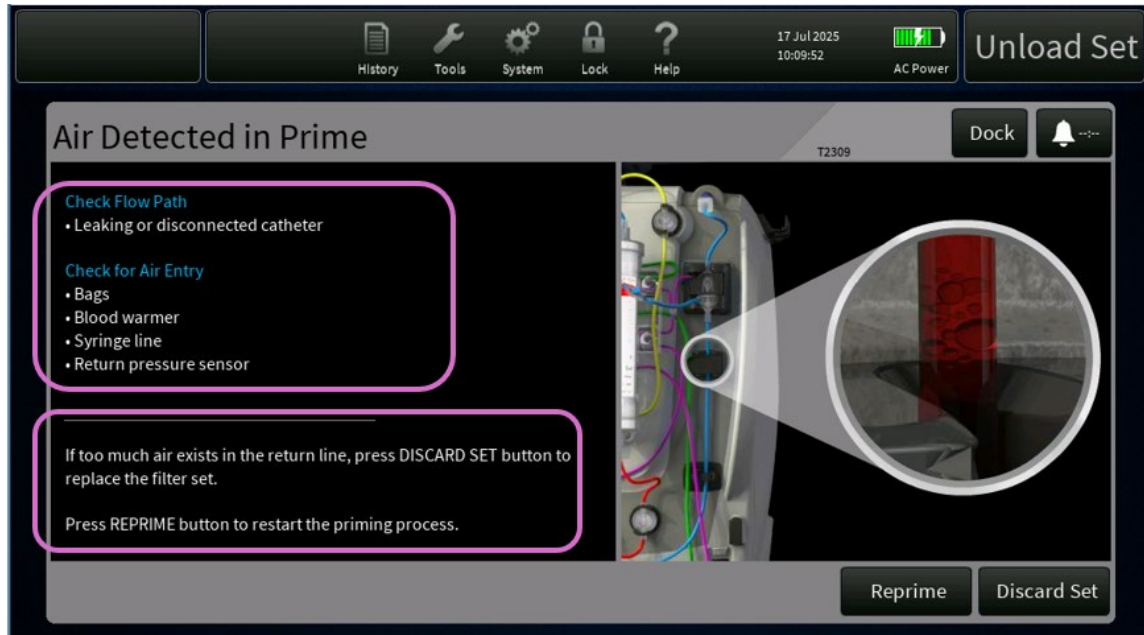 History
Tools
System
Lock
Help
17 Jul 2025
10:09:52
AC Power
Unload Set
Air Detected in Prime
T2309
Dock
--:--
Check Flow Path
• Leaking or disconnected catheter
Check for Air Entry
• Bags
• Blood warmer
• Syringe line
• Return pressure sensor
If too much air exists in the return line, press DISCARD SET button to
replace the filter set.
Press REPRIME button to restart the priming process.
Reprime
Discard Set